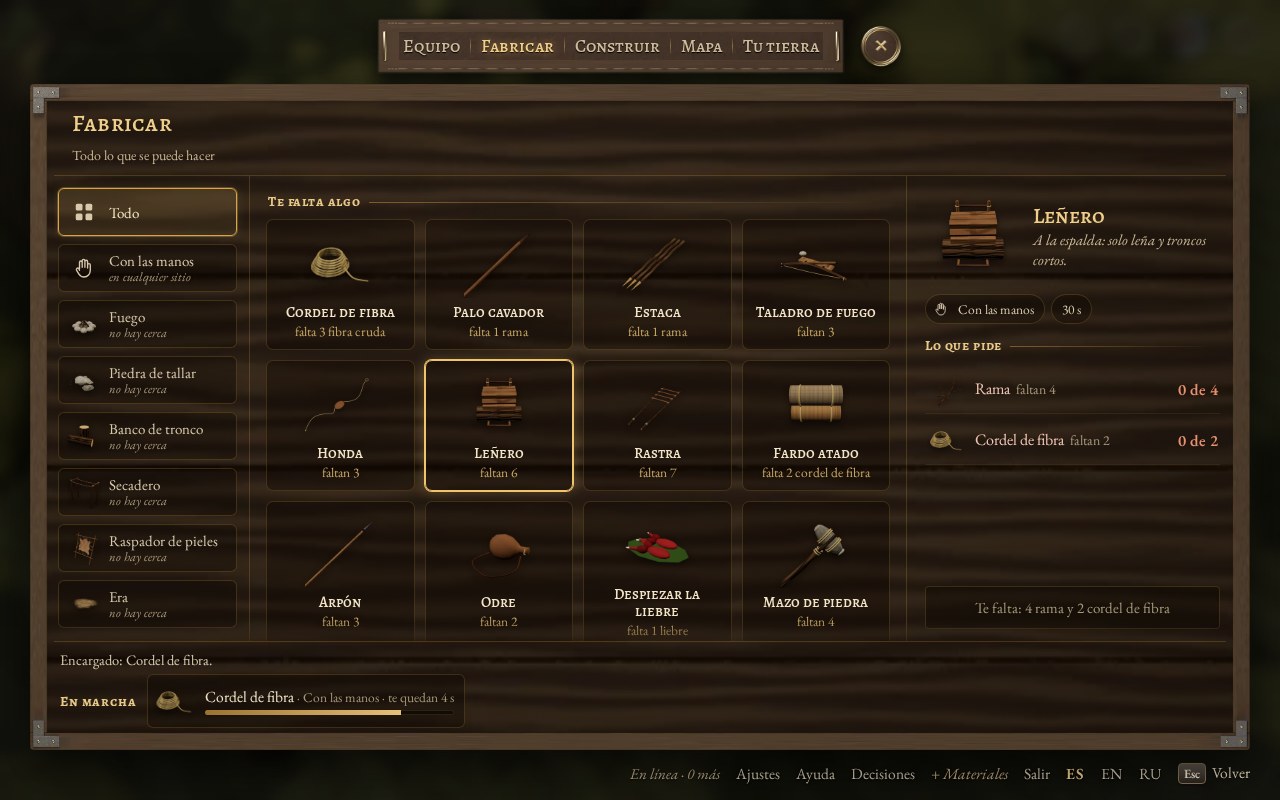 Equipo
Fabricar
Construir
Mapa
Tu tierra
Fabricar
Todo lo que se puede hacer
Todo
Con las manos
en cualquier sitio
Fuego
no hay cerca
Piedra de tallar
no hay cerca
Banco de tronco
no hay cerca
Secadero
no hay cerca
Raspador de pieles
no hay cerca
Era
no hay cerca
Te falta algo
Cordel de fibra
falta 3 fibra cruda
Palo cavador
falta 1 rama
Estaca
falta 1 rama
Taladro de fuego
faltan 3
Honda
faltan 3
Leñero
faltan 6
Rastra
faltan 7
Fardo atado
falta 2 cordel de fibra
Arpón
faltan 3
Odre
faltan 2
Despiezar la
liebre
falta 1 liebre
Mazo de piedra
faltan 4
Leñero
A la espalda: solo leña y troncos
cortos.
Con las manos
30 s
Lo que pide
Rama faltan 4 0 de 4
Cordel de fibra faltan 2 0 de 2
Te falta: 4 rama y 2 cordel de fibra
Encargado: Cordel de fibra.
En marcha
Cordel de fibra · Con las manos · te quedan 4 s
En línea · 0 más
Ajustes
Ayuda
Decisiones
+ Materiales
Salir
ES
EN
RU
Esc
Volver